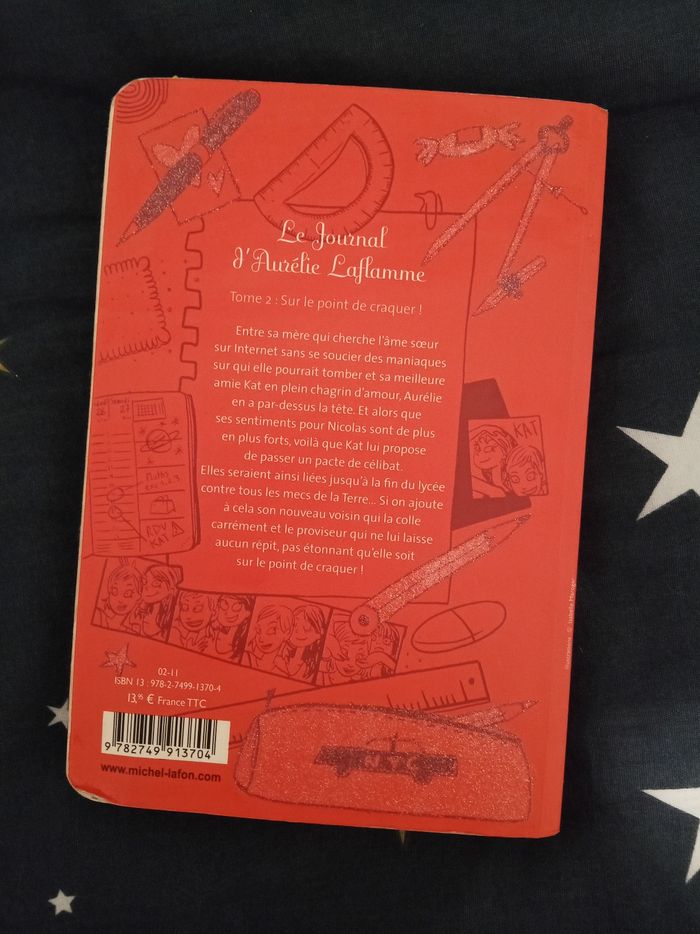 Le Journal
d'Aurélie Laflamme
Tome 2 : Sur le point de craquer !
Entre sa mère qui cherche l'âme sœur
sur Internet sans se soucier des maniaques
sur qui elle pourrait tomber et sa meilleure
amie Kat en plein chagrin d'amour, Aurélie
en a par-dessus la tête. Et alors que
ses sentiments pour Nicolas sont de plus
en plus forts, voilà que Kat lui propose
de passer un pacte de célibat.
Elles seraient ainsi liées jusqu'à la fin du lycée
contre tous les mecs de la Terre... Si on ajoute
à cela son nouveau voisin qui la colle
carrément et le proviseur qui ne lui laisse
aucun répit, pas étonnant qu'elle soit
sur le point de craquer !
KAT
Maths
RDV
KAT
02-11
ISBN 13 : 978-2-7499-1370-4
13,95 € France TTC
9 782749 913704
www.michel-lafon.com
NYC